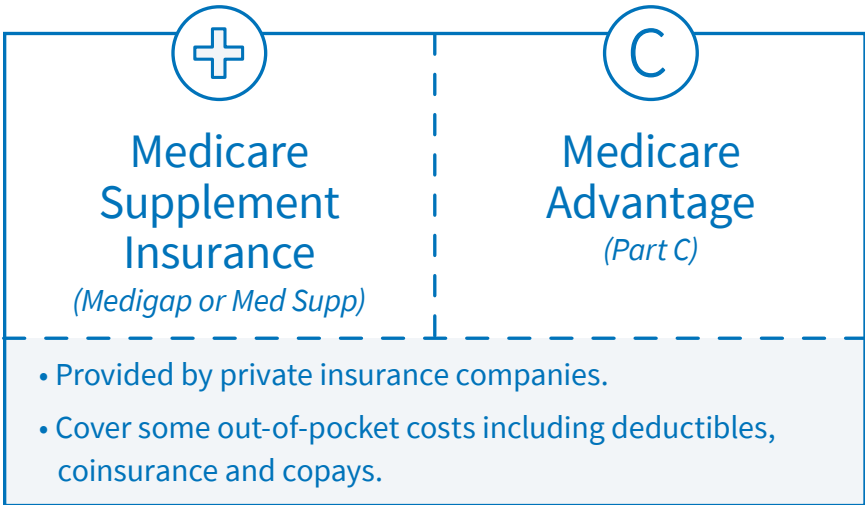 C
Medicare
Supplement
Insurance
(Medigap or Med Supp)
Medicare
Advantage
(Part C)
• Provided by private insurance companies.
• Cover some out-of-pocket costs including deductibles,
coinsurance and copays.